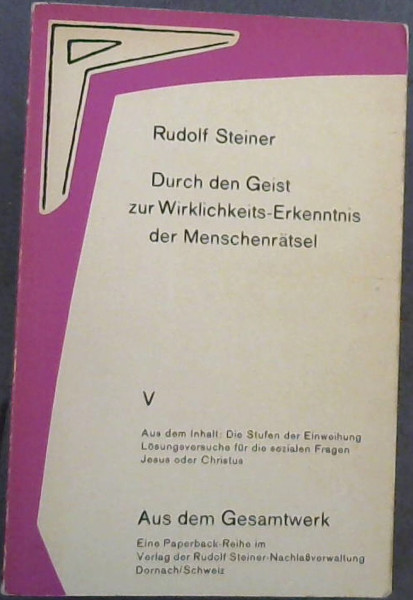 Rudolf Steiner
Durch den Geist
zur Wirklichkeits-Erkenntnis
der Menschenrätsel
V
Aus dem Inhalt: Die Stufen der Einweihung
Lösungsversuche für die sozialen Fragen
Jesus oder Christus
Aus dem Gesamtwerk
Eine Paperback-Reihe im
Verlag der Rudolf Steiner-Nachlaßverwaltung
Dornach/Schweiz